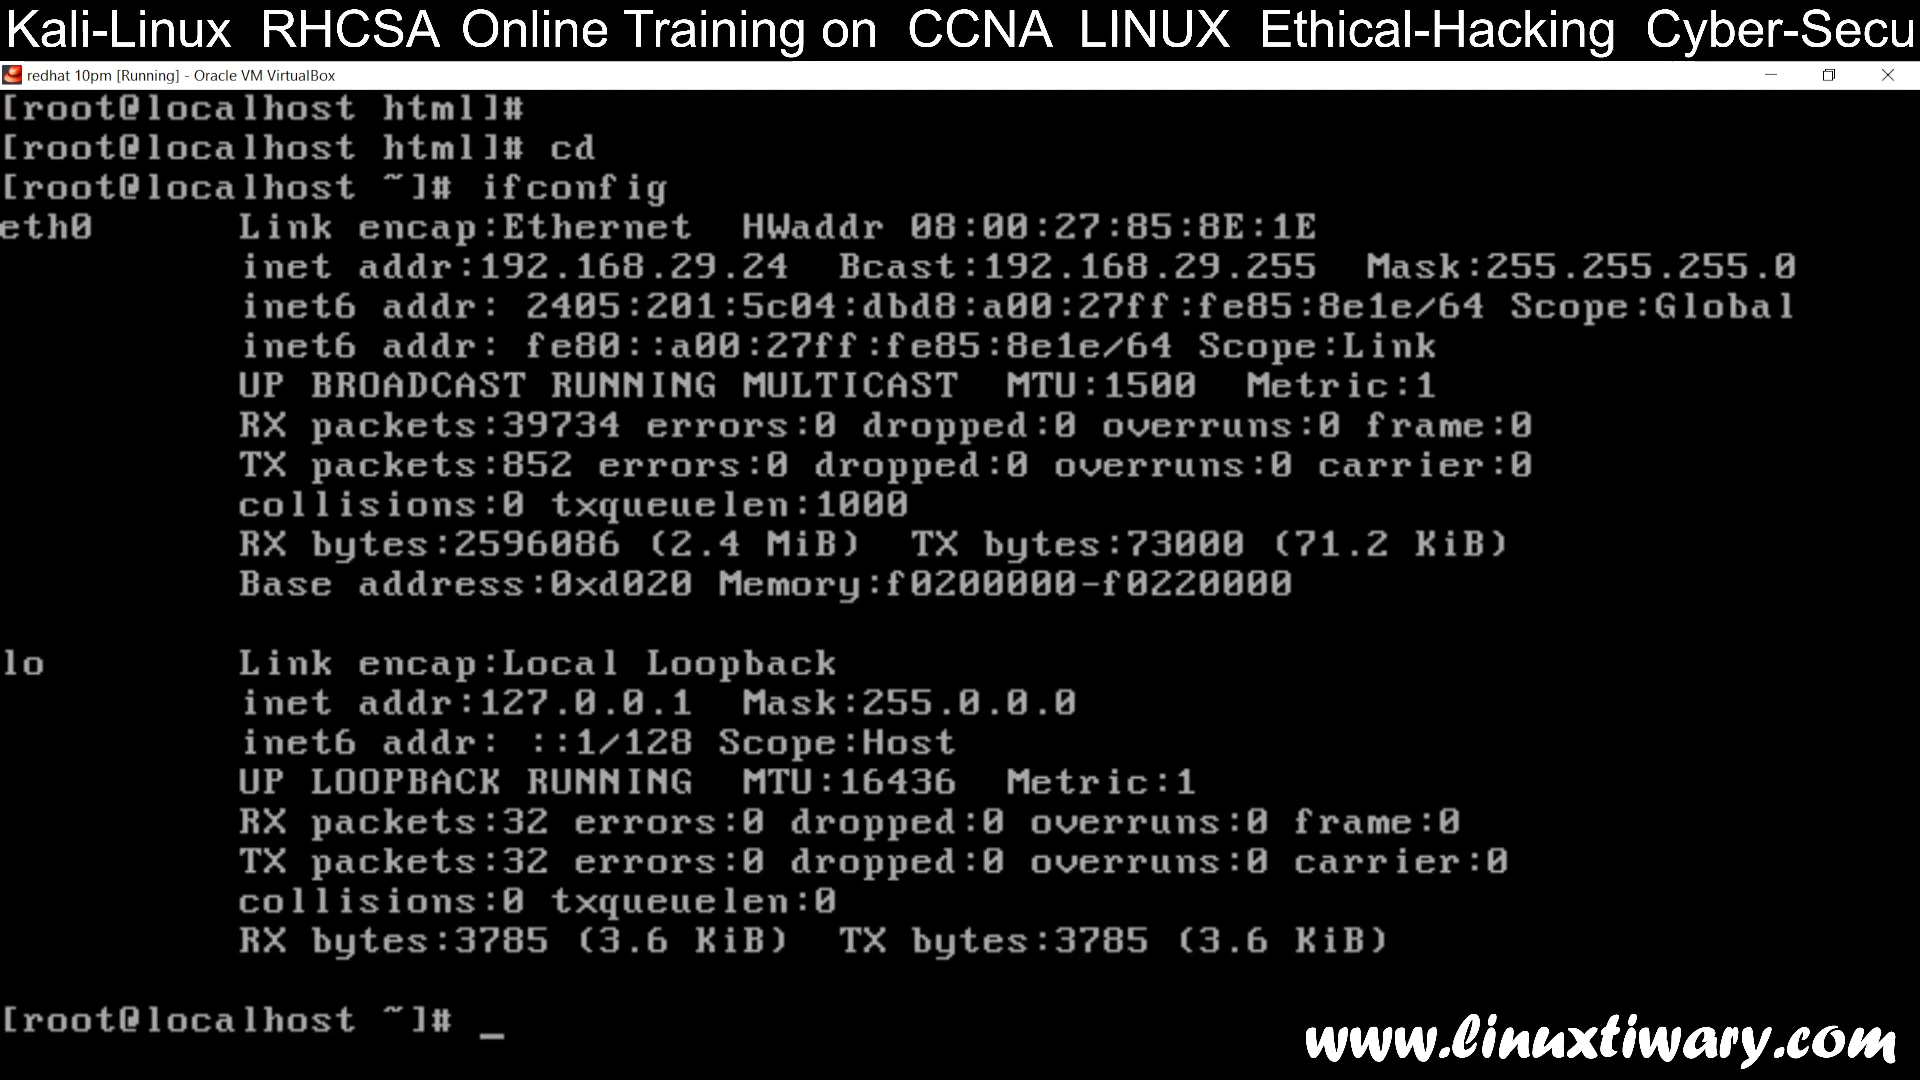 Kali-Linux RHCSA Online Training on CCNA LINUX Ethical-Hacking Cyber-Secu
redhat 10pm [Running] - Oracle VM VirtualBox
[root@localhost html]#
[root@localhost html]# cd
[root@localhost ~]# ifconfig
eth0 Link encap:Ethernet HWaddr 08:00:27:85:8E:1E
inet addr:192.168.29.24 Bcast:192.168.29.255 Mask:255.255.255.0
inet6 addr: 2405:201:5c04:dbd8:a00:27ff:fe85:8e1e/64 Scope:Global
inet6 addr: fe80::a00:27ff:fe85:8e1e/64 Scope:Link
UP BROADCAST RUNNING MULTICAST MTU:1500 Metric:1
RX packets:39734 errors:0 dropped:0 overruns:0 frame:0
TX packets:852 errors:0 dropped:0 overruns:0 carrier:0
collisions:0 txqueuelen:1000
RX bytes:2596086 (2.4 MiB) TX bytes:73000 (71.2 KiB)
Base address:0xd020 Memory:f0200000-f0220000
lo Link encap:Local Loopback
inet addr:127.0.0.1 Mask:255.0.0.0
inet6 addr: ::1/128 Scope:Host
UP LOOPBACK RUNNING MTU:16436 Metric:1
RX packets:32 errors:0 dropped:0 overruns:0 frame:0
TX packets:32 errors:0 dropped:0 overruns:0 carrier:0
collisions:0 txqueuelen:0
RX bytes:3785 (3.6 KiB) TX bytes:3785 (3.6 KiB)
[root@localhost ~]# _
www.linuxtiwary.com